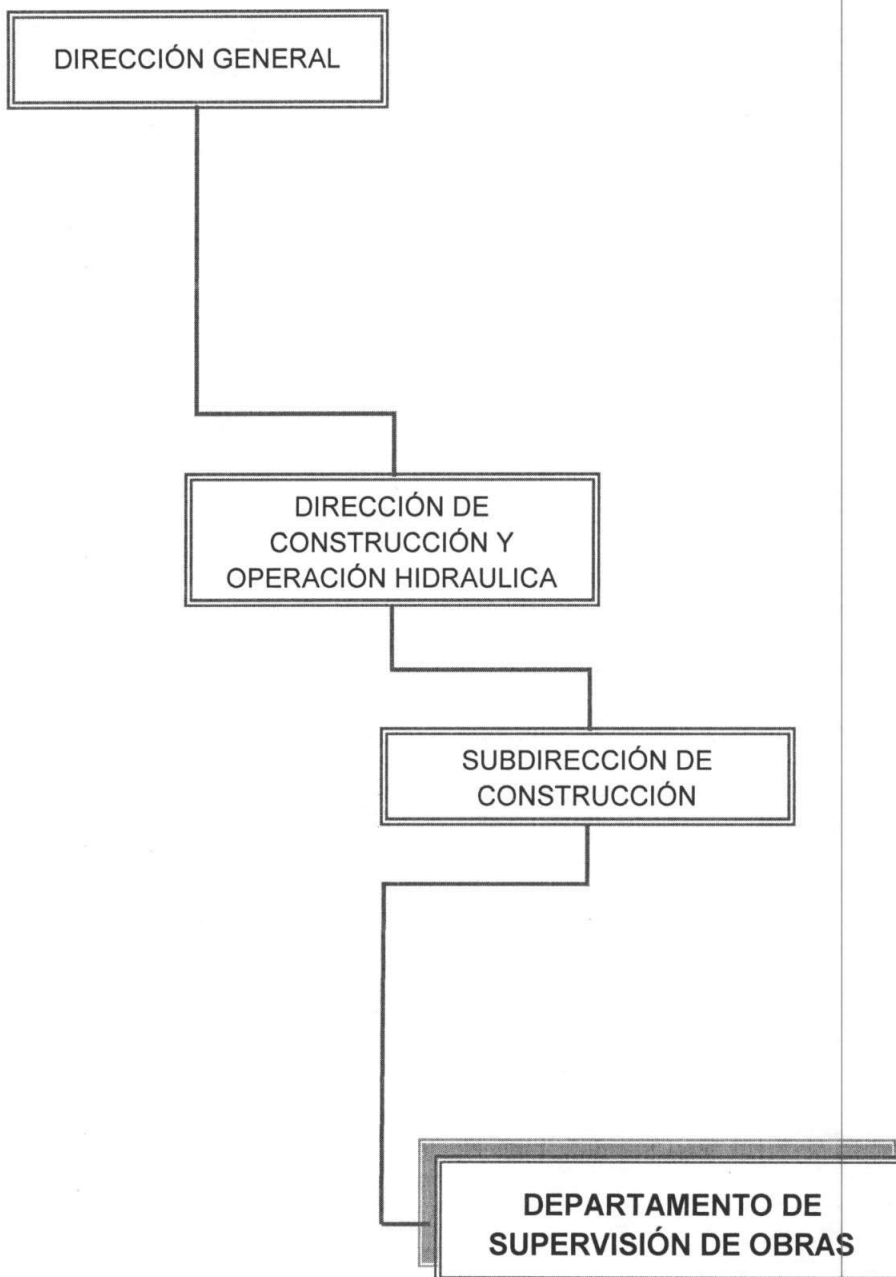 DIRECCIÓN GENERAL
DIRECCIÓN DE
CONSTRUCCIÓN Y
OPERACIÓN HIDRAULICA
SUBDIRECCIÓN DE
CONSTRUCCIÓN
DEPARTAMENTO DE
SUPERVISIÓN DE OBRAS